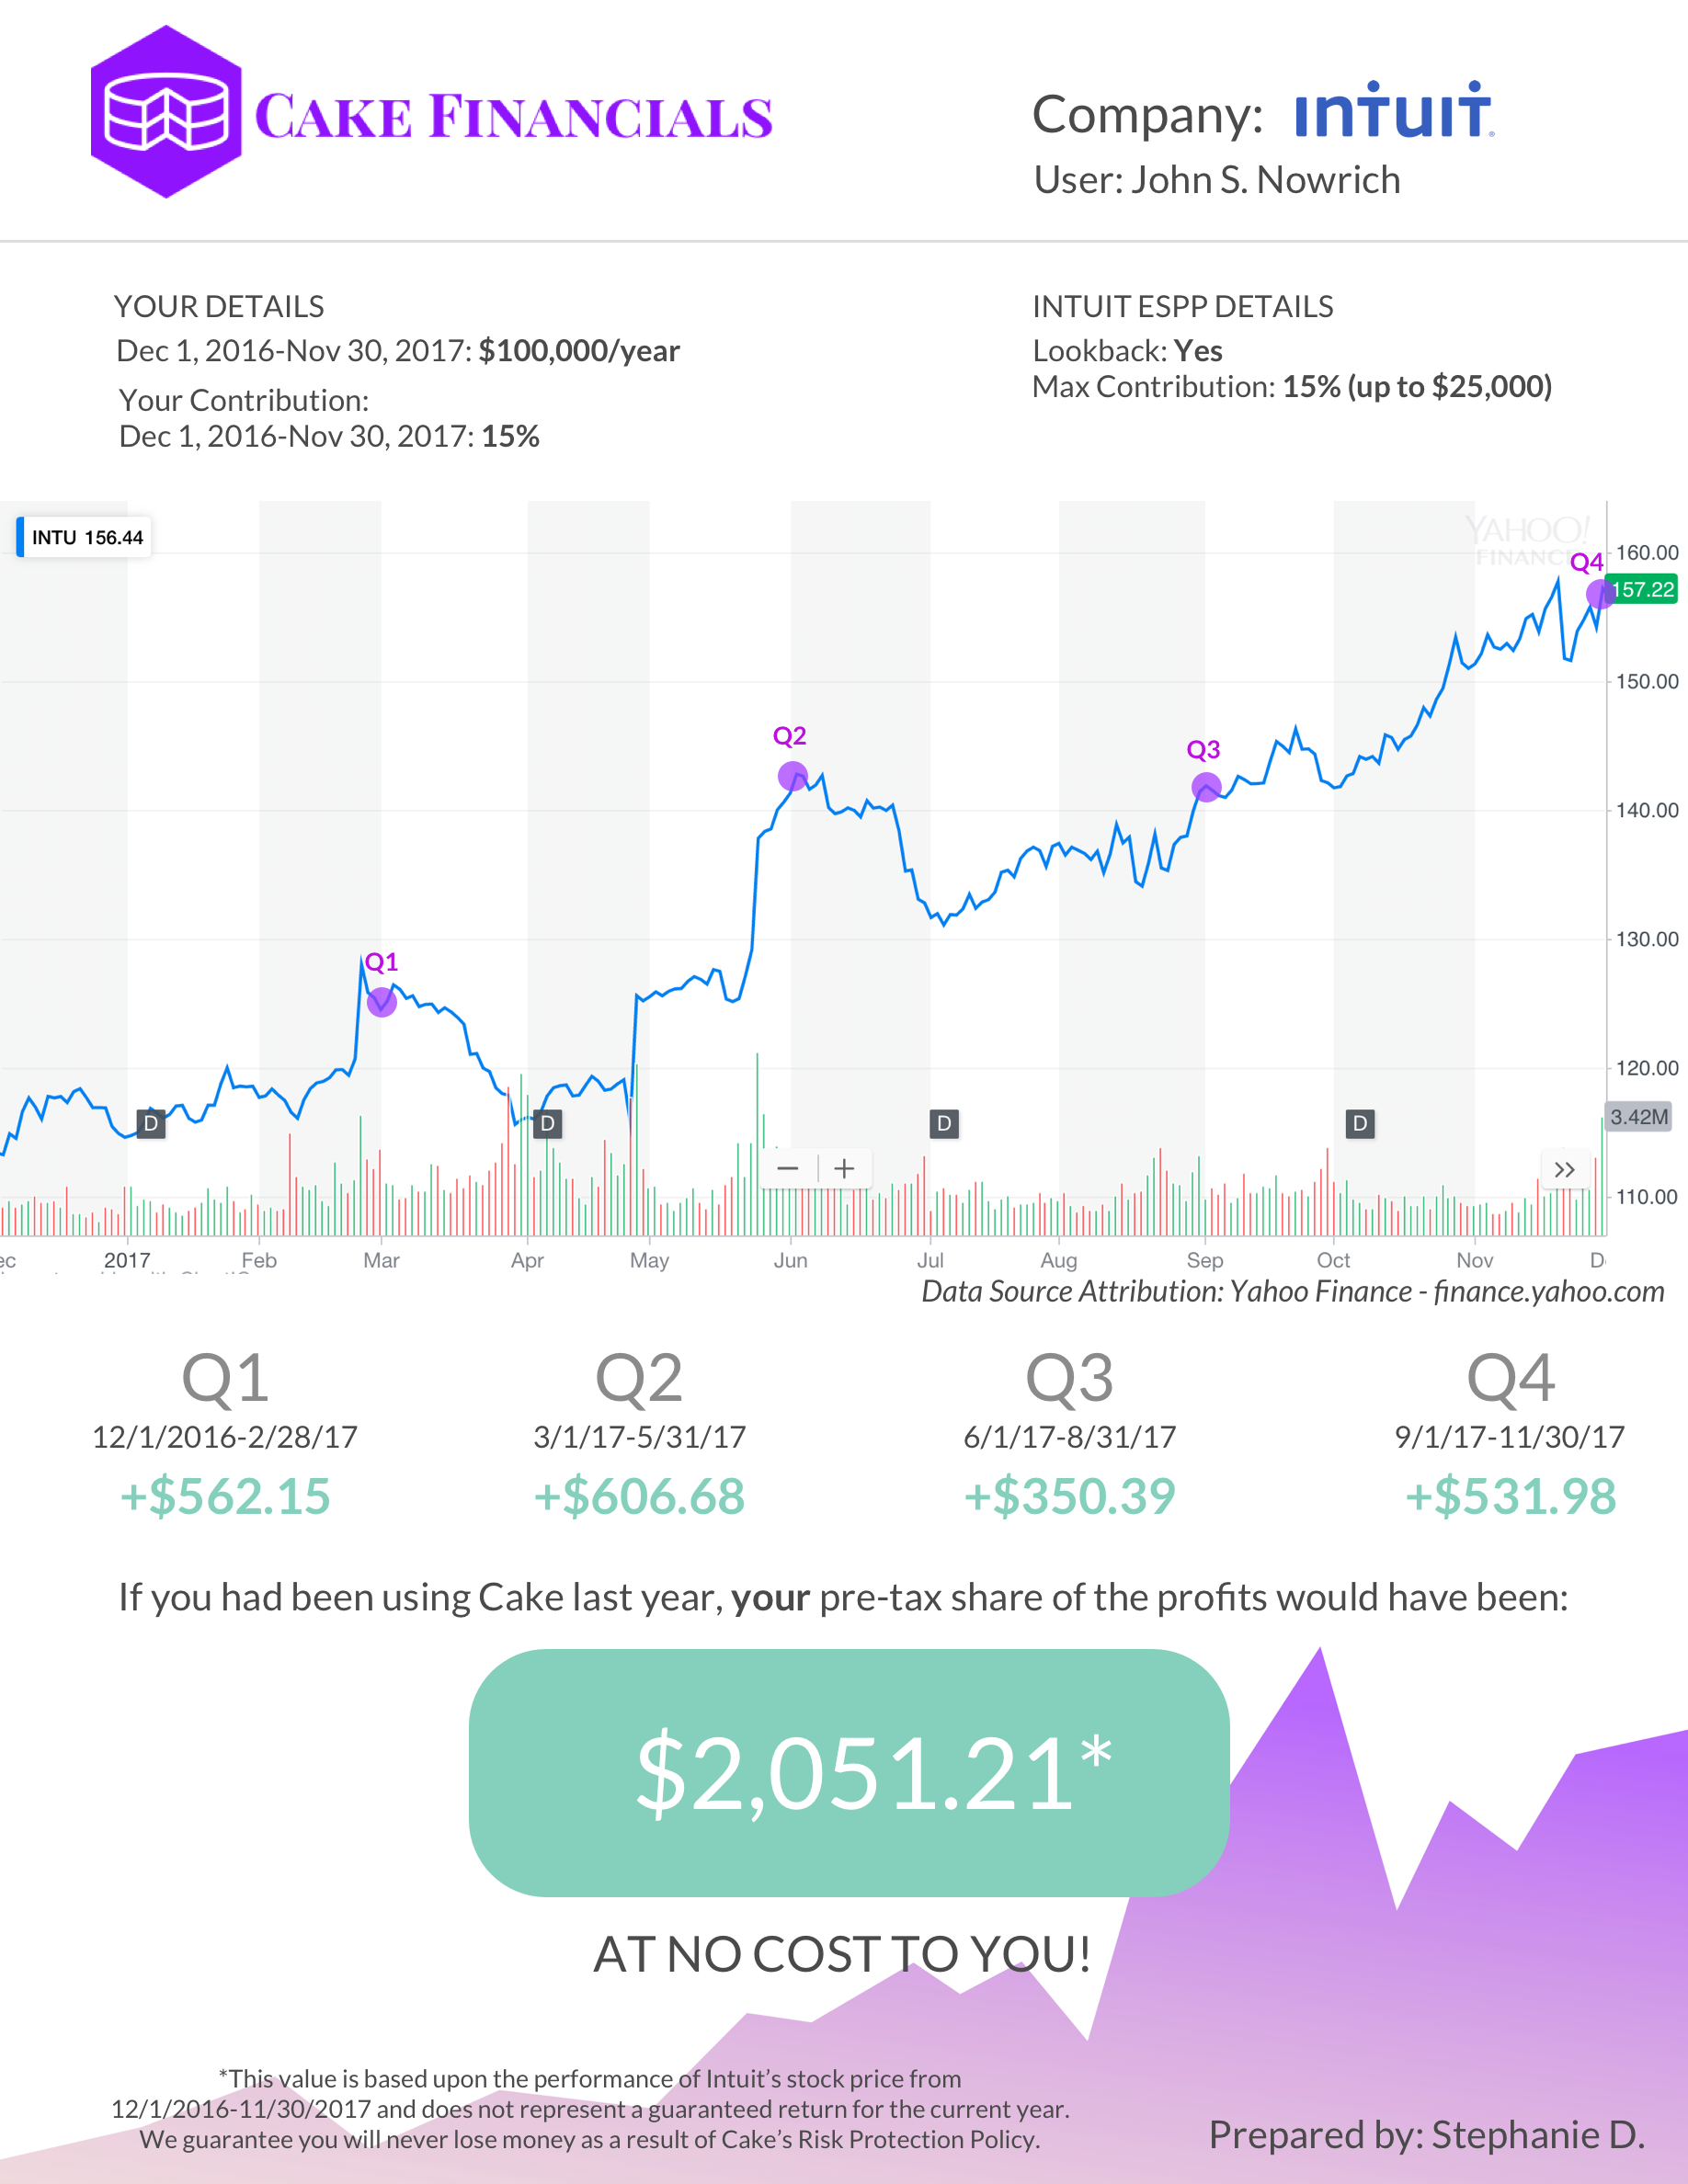 CAKE FINANCIALS
Company: intuit
User: John S. Nowrich
YOUR DETAILS
Dec 1, 2016-Nov 30, 2017: $100,000/year
Your Contribution:
Dec 1, 2016-Nov 30, 2017: 15%
INTUIT ESPP DETAILS
Lookback: Yes
Max Contribution: 15% (up to $25,000)
INTU 156.44
YAHOO!
FINANC
Q4
160.00
157.22
150.00
Q2
Q3
140.00
130.00
Q1
120.00
D D D D
3.42M
110.00
ec 2017 Feb Mar Apr May Jun Jul Aug Sep Oct Nov D
Data Source Attribution: Yahoo Finance - finance.yahoo.com
Q1
12/1/2016-2/28/17
+$562.15
Q2
3/1/17-5/31/17
+$606.68
Q3
6/1/17-8/31/17
+$350.39
Q4
9/1/17-11/30/17
+$531.98
If you had been using Cake last year, your pre-tax share of the profits would have been:
$2,051.21*
AT NO COST TO YOU!
*This value is based upon the performance of Intuit's stock price from
12/1/2016-11/30/2017 and does not represent a guaranteed return for the current year.
We guarantee you will never lose money as a result of Cake's Risk Protection Policy.
Prepared by: Stephanie D.